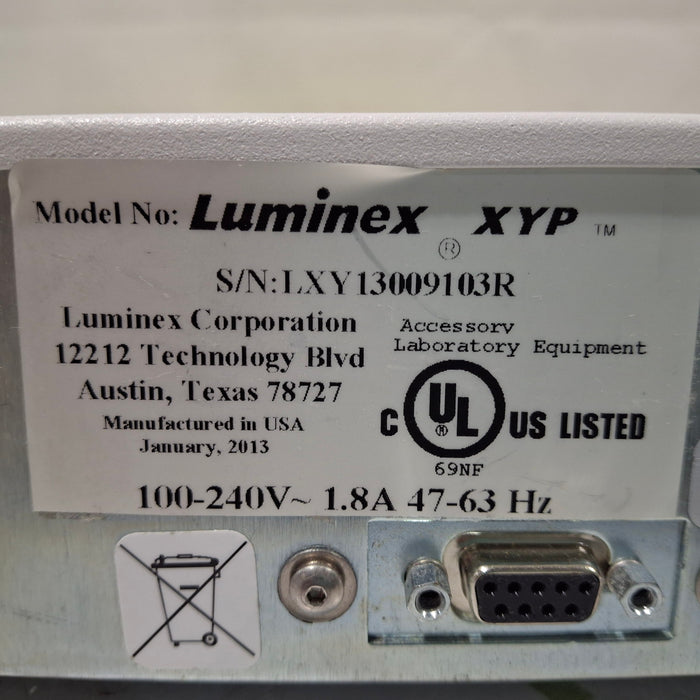 Model No: Luminex ® XYP ™
S/N:LXY13009103R
Luminex Corporation
12212 Technology Blvd
Austin, Texas 78727
Manufactured in USA
January, 2013
Accessory
Laboratory Equipment
C UL ® US LISTED
69NF
100-240V~ 1.8A 47-63 Hz